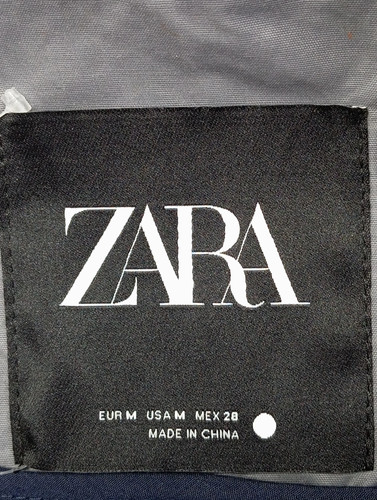 ZARA
EUR M USA M MEX 28
MADE IN CHINA